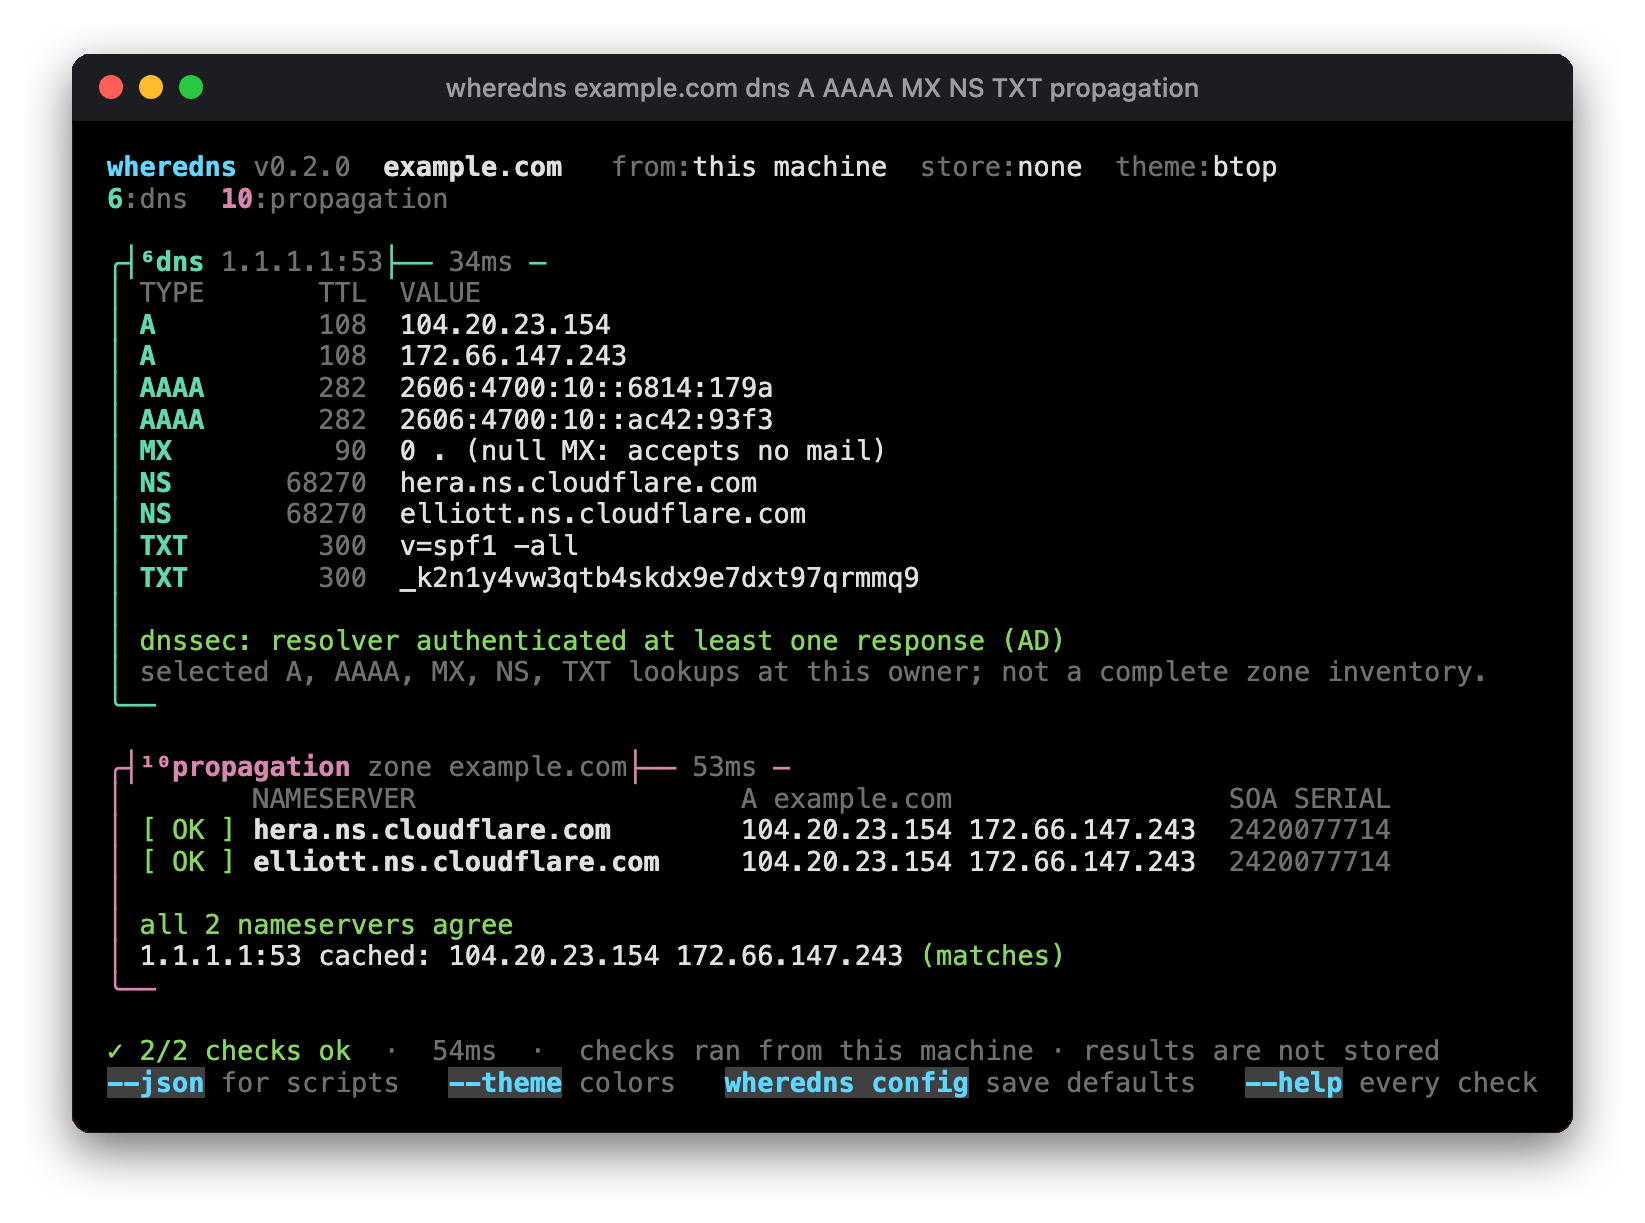 wheredns example.com dns A AAAA MX NS TXT propagation
wheredns v0.2.0  example.com   from:this machine  store:none  theme:btop
6:dns  10:propagation
⁶dns 1.1.1.1:53 34ms
TYPE       TTL  VALUE
A          108  104.20.23.154
A          108  172.66.147.243
AAAA       282  2606:4700:10::6814:179a
AAAA       282  2606:4700:10::ac42:93f3
MX          90  0 . (null MX: accepts no mail)
NS       68270  hera.ns.cloudflare.com
NS       68270  elliott.ns.cloudflare.com
TXT        300  v=spf1 -all
TXT        300  _k2n1y4vw3qtb4skdx9e7dxt97qrmmq9
dnssec: resolver authenticated at least one response (AD)
selected A, AAAA, MX, NS, TXT lookups at this owner; not a complete zone inventory.
¹⁰propagation zone example.com 53ms
NAMESERVER                    A example.com                 SOA SERIAL
[ OK ] hera.ns.cloudflare.com        104.20.23.154 172.66.147.243  2420077714
[ OK ] elliott.ns.cloudflare.com     104.20.23.154 172.66.147.243  2420077714
all 2 nameservers agree
1.1.1.1:53 cached: 104.20.23.154 172.66.147.243 (matches)
✓ 2/2 checks ok  ·  54ms  ·  checks ran from this machine · results are not stored
--json for scripts   --theme colors   wheredns config save defaults   --help every check